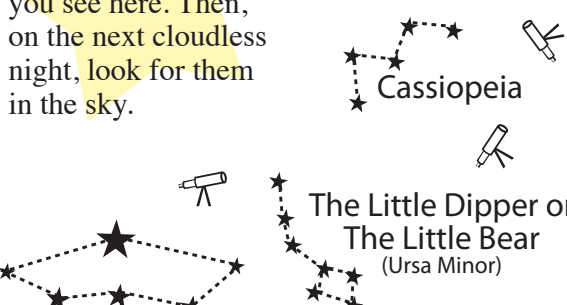 you see here. Then,
on the next cloudless
night, look for them
in the sky.
Cassiopeia
The Little Dipper or
The Little Bear
(Ursa Minor)